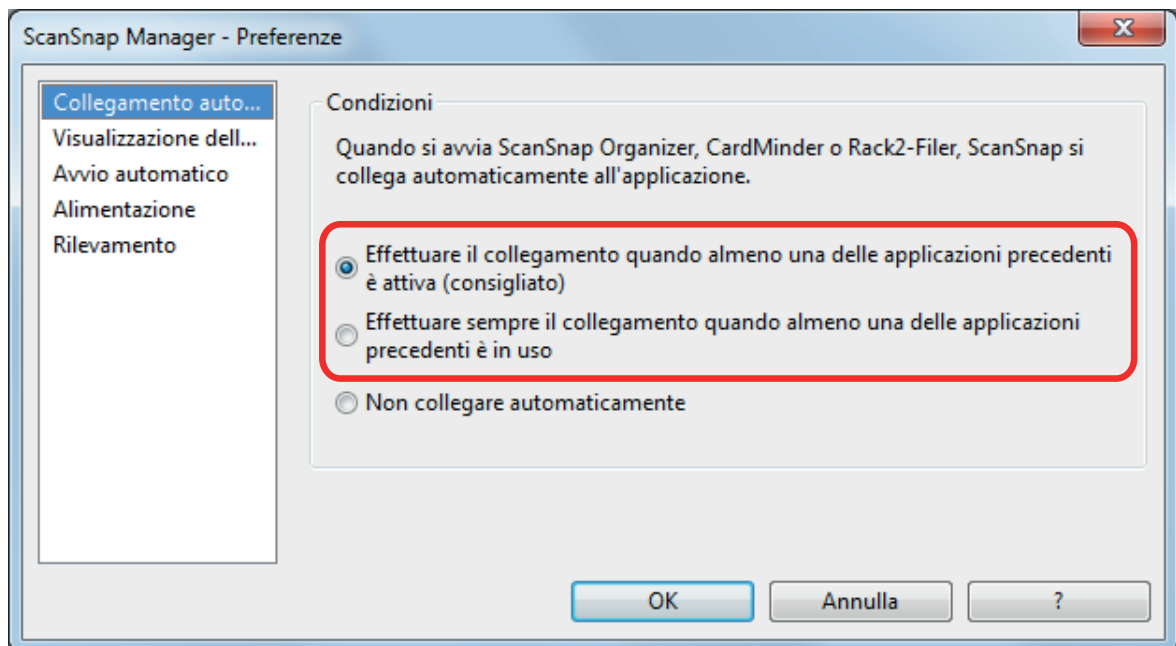 ScanSnap Manager - Preferenze
Collegamento auto...
Visualizzazione dell...
Avvio automatico
Alimentazione
Rilevamento
Condizioni
Quando si avvia ScanSnap Organizer, CardMinder o Rack2-Filer, ScanSnap si
collega automaticamente all'applicazione.
Effettuare il collegamento quando almeno una delle applicazioni precedenti
è attiva (consigliato)
Effettuare sempre il collegamento quando almeno una delle applicazioni
precedenti è in uso
Non collegare automaticamente
OK
Annulla
?